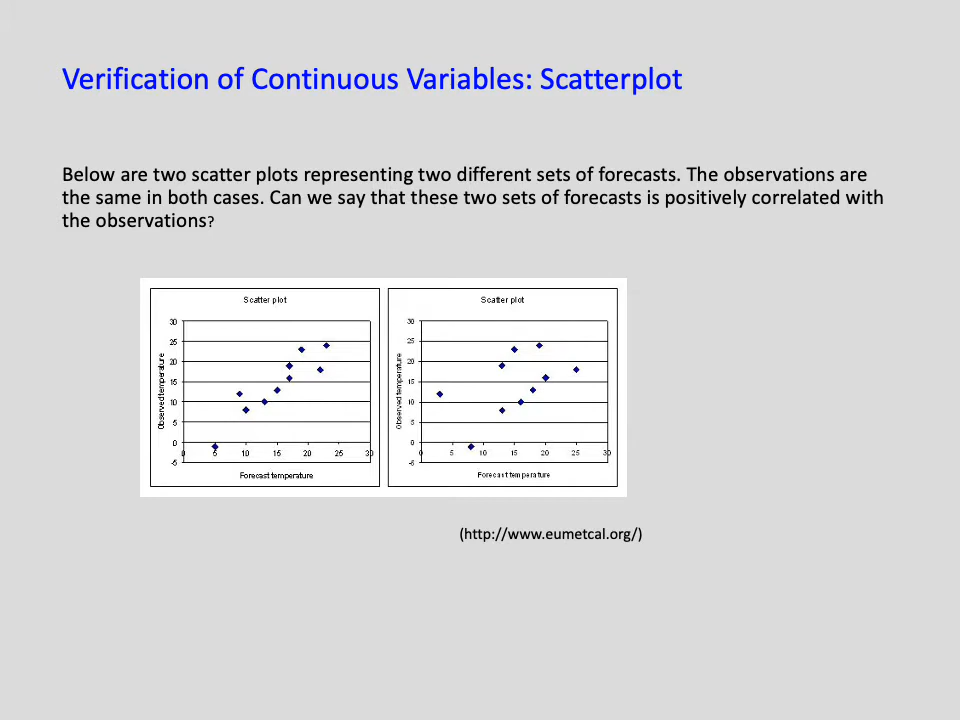 Verification of Continuous Variables: Scatterplot
Below are two scatter plots representing two different sets of forecasts. The observations are
the same in both cases. Can we say that these two sets of forecasts is positively correlated with
the observations?
Scatter plot
30
25
20
15
10
5
0
-5
0 5 10 15 20 25 30
Observed temperature
Forecast temperature
Scatter plot
30
25
20
15
10
5
0
-5
0 5 10 15 20 25 30
Observed temperature
Forecast temperature
(http://www.eumetcal.org/)